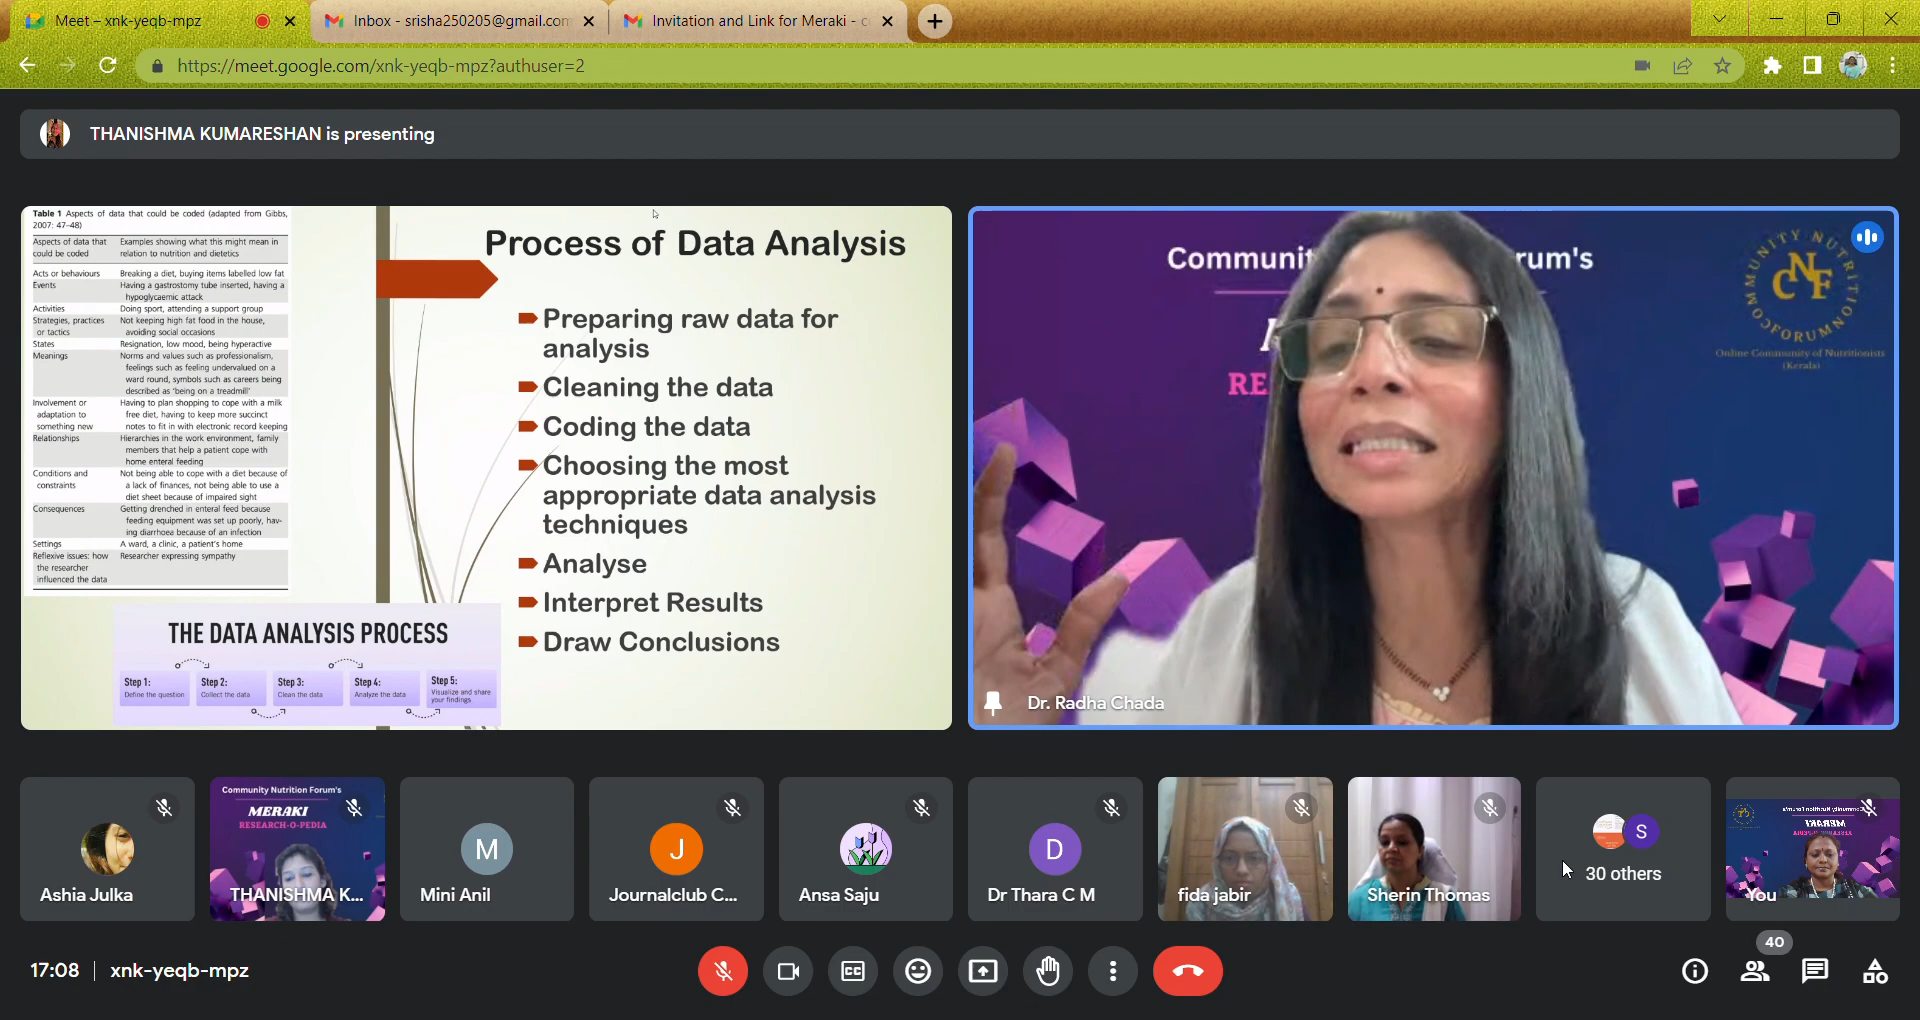 Meet – xnk-yeqb-mpz
Inbox - srisha250205@gmail.com
Invitation and Link for Meraki - c
https://meet.google.com/xnk-yeqb-mpz?authuser=2
THANISHMA KUMARESHAN is presenting
Table 1 Aspects of data that could be coded (adapted from Gibbs,
2007: 47–48)
Aspects of data that could be coded
Examples showing what this might mean in relation to nutrition and dietetics
Acts or behaviours
Breaking a diet, buying items labelled low fat
Events
Having a gastrostomy tube inserted, having a hypoglycaemic attack
Activities
Doing sport, attending a support group
Strategies, practices or tactics
Not keeping high fat food in the house, avoiding social occasions
States
Resignation, low mood, being hyperactive
Meanings
Norms and values such as professionalism,
feelings such as feeling undervalued on a
ward round, symbols such as careers being
described as 'being on a treadmill'
Involvement or adaptation to something new
Having to plan shopping to cope with a milk
free diet, having to keep more succinct
notes to fit in with electronic record keeping
Relationships
Hierarchies in the work environment, family
members that help a patient cope with
home enteral feeding
Conditions and constraints
Not being able to cope with a diet because of
a lack of finances, not being able to use a
diet sheet because of impaired sight
Consequences
Getting drenched in enteral feed because
feeding equipment was set up poorly, hav-
ing diarrhoea because of an infection
Settings
A ward, a clinic, a patient's home
Reflexive issues: how the researcher influenced the data
Researcher expressing sympathy
THE DATA ANALYSIS PROCESS
Step 1:
Define the question
Step 2:
Collect the data
Step 3:
Clean the data
Step 4:
Analyze the data
Step 5:
Visualize and share
your findings
Process of Data Analysis
Preparing raw data for
analysis
Cleaning the data
Coding the data
Choosing the most
appropriate data analysis
techniques
Analyse
Interpret Results
Draw Conclusions
Communit rum's
RE
COMMUNITY NUTRITION FORUM
CNF
Online Community of Nutritionists
(Kerala)
Dr. Radha Chada
Ashia Julka
Community Nutrition Forum's
MERAKI
RESEARCH-O-PEDIA
THANISHMA K...
M
Mini Anil
J
Journalclub C...
Ansa Saju
D
Dr Thara C M
fida jabir
Sherin Thomas
S
30 others
Community Nutrition Forum's
MERAKI
RESEARCH-O-PEDIA
You
17:08 | xnk-yeqb-mpz
CC
40